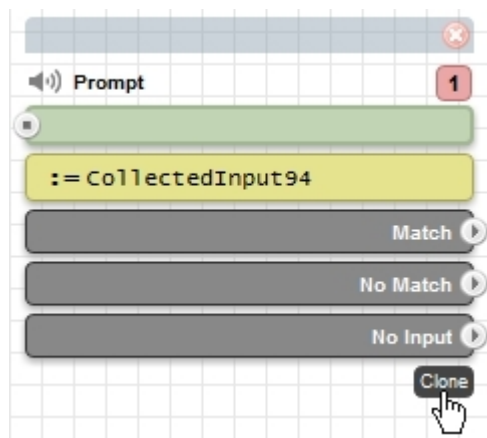 Prompt 1
:= CollectedInput94
Match
No Match
No Input
Clone